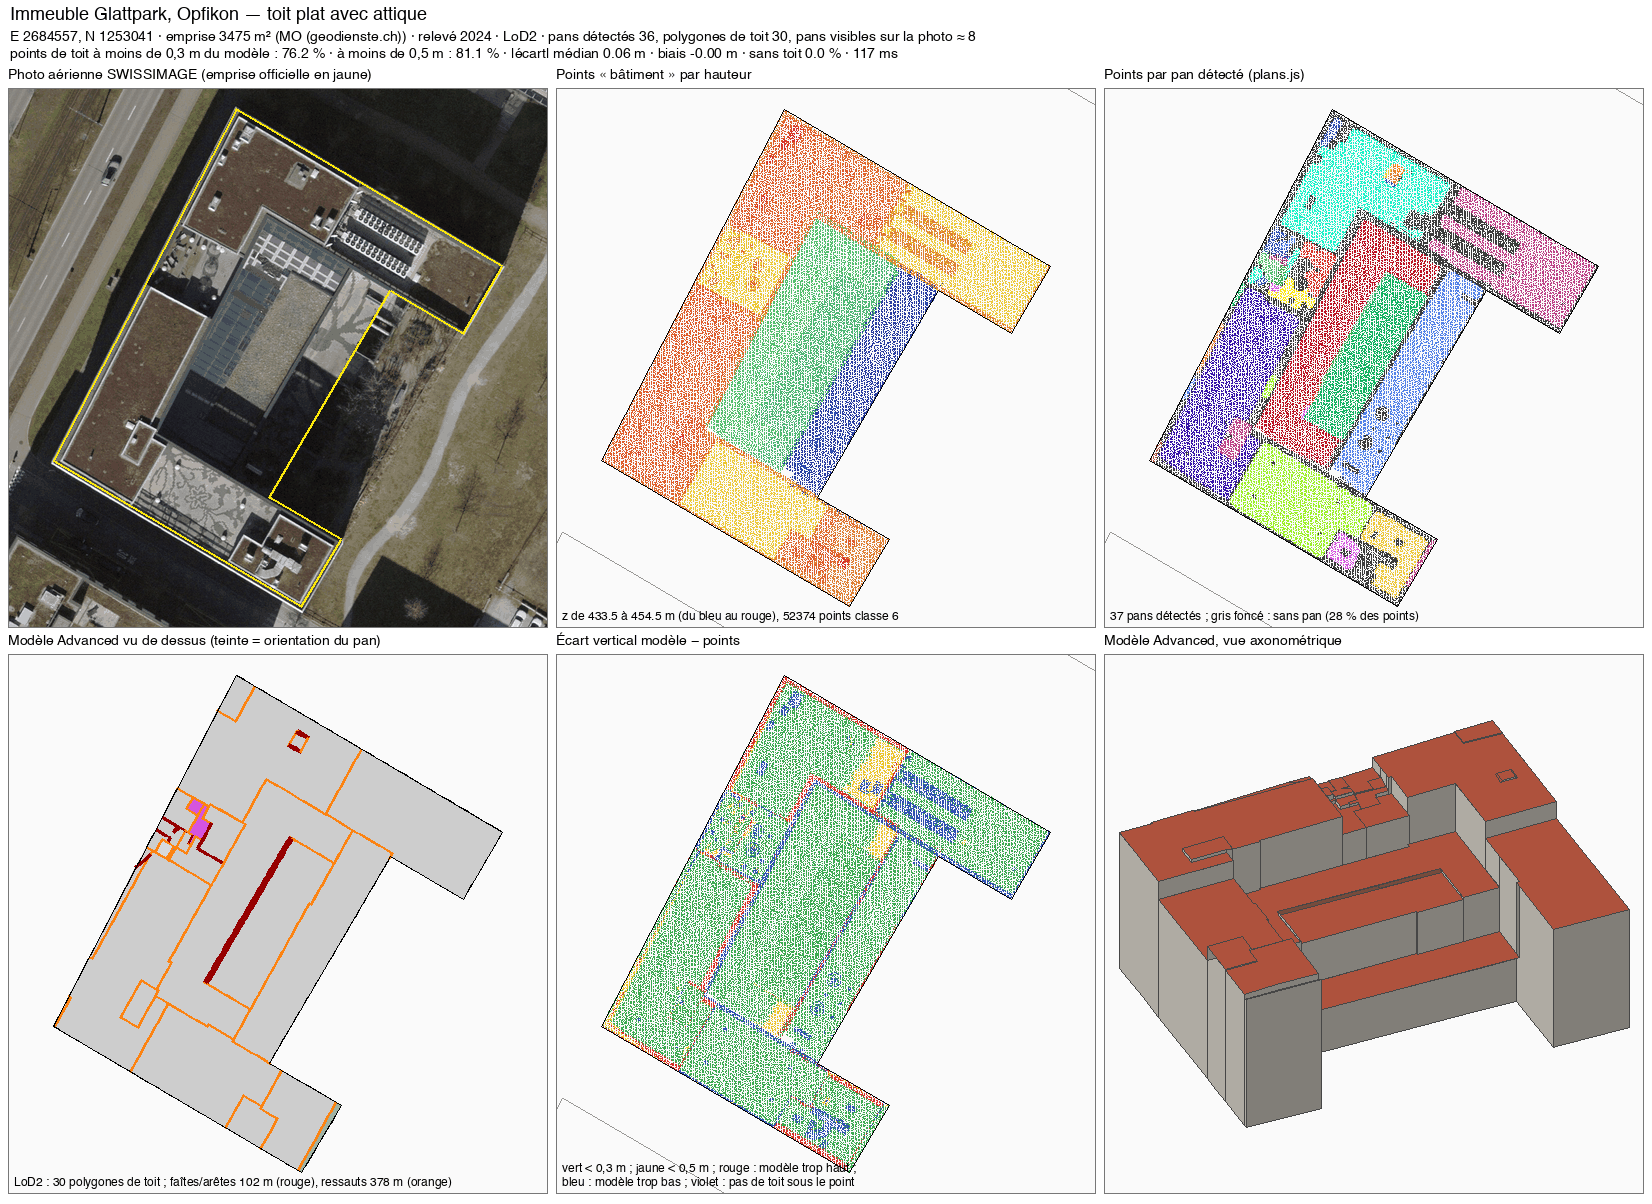 Immeuble Glattpark, Opfikon — toit plat avec attique
E 2684557, N 1253041 · emprise 3475 m² (MO (geodienste.ch)) · relevé 2024 · LoD2 · pans détectés 36, polygones de toit 30, pans visibles sur la photo ≈ 8
points de toit à moins de 0,3 m du modèle : 76.2 % · à moins de 0,5 m : 81.1 % · |écart| médian 0.06 m · biais -0.00 m · sans toit 0.0 % · 117 ms
Photo aérienne SWISSIMAGE (emprise officielle en jaune)
Points « bâtiment » par hauteur
Points par pan détecté (plans.js)
z de 433.5 à 454.5 m (du bleu au rouge), 52374 points classe 6
37 pans détectés ; gris foncé : sans pan (28 % des points)
Modèle Advanced vu de dessus (teinte = orientation du pan)
Écart vertical modèle − points
Modèle Advanced, vue axonométrique
LoD2 : 30 polygones de toit ; faîtes/arêtes 102 m (rouge), ressauts 378 m (orange)
vert < 0,3 m ; jaune < 0,5 m ; rouge : modèle trop haut ;
bleu : modèle trop bas ; violet : pas de toit sous le point